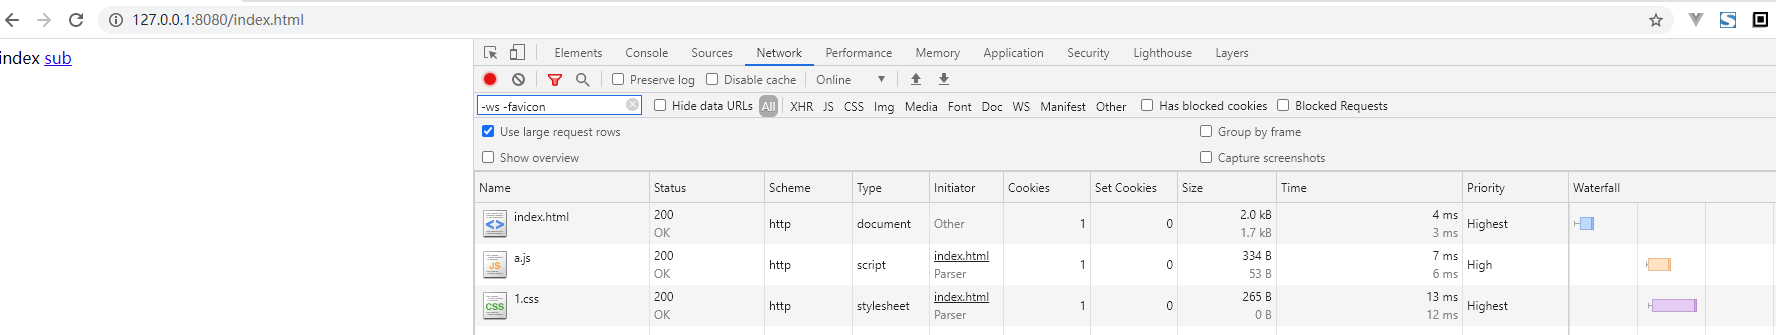 127.0.0.1:8080/index.html
index sub
Elements Console Sources Network Performance Memory Application Security Lighthouse Layers
Preserve log Disable cache Online
-ws -favicon Hide data URLs All XHR JS CSS Img Media Font Doc WS Manifest Other Has blocked cookies Blocked Requests
Use large request rows Group by frame
Show overview Capture screenshots
Name Status Scheme Type Initiator Cookies Set Cookies Size Time Priority Waterfall
index.html 200 http document Other 1 0 2.0 kB 4 ms Highest
OK 1.7 kB 3 ms
a.js 200 http script index.html 1 0 334 B 7 ms High
JS OK Parser 53 B 6 ms
1.css 200 http stylesheet index.html 1 0 265 B 13 ms Highest
CSS OK Parser 0 B 12 ms